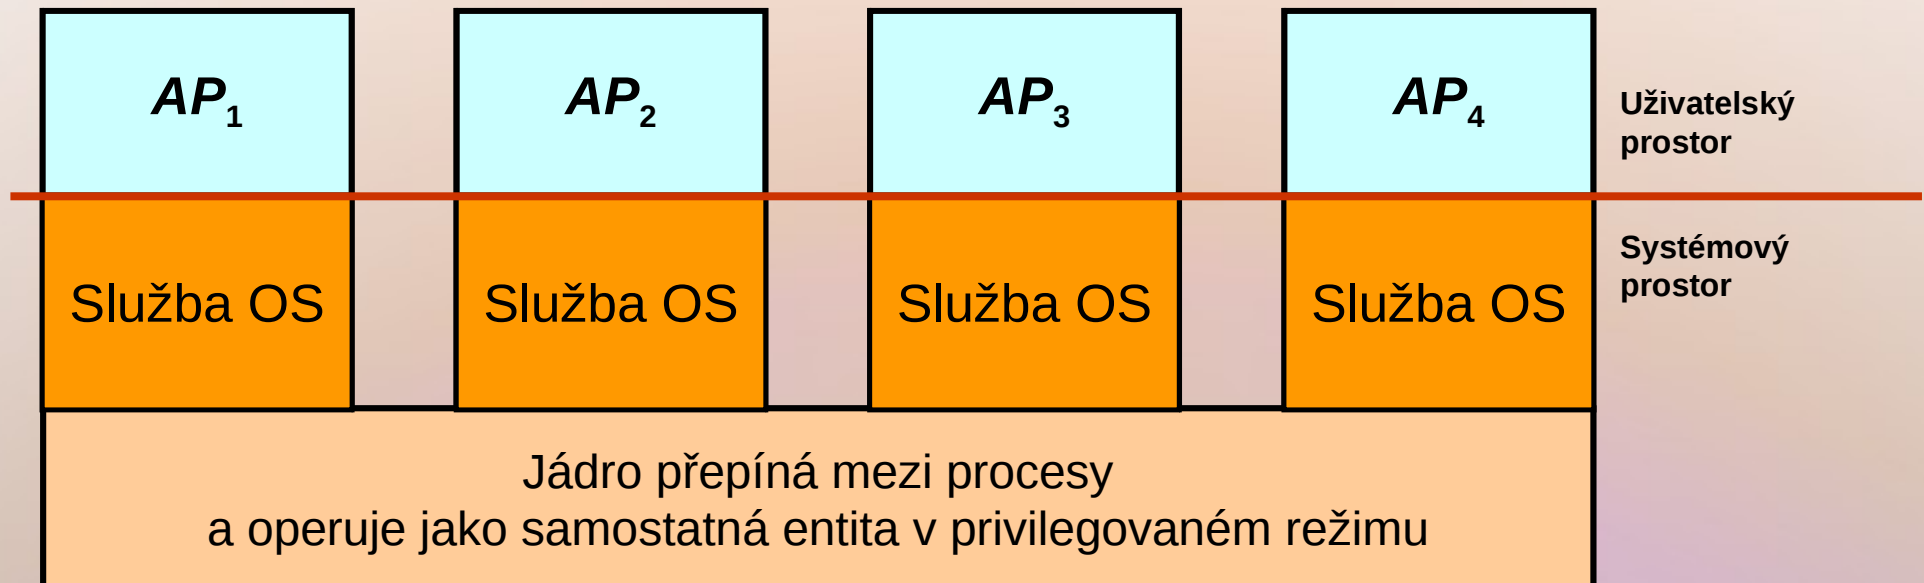 AP1
AP2
AP3
AP4
Uživatelský
prostor
Systémový
prostor
Služba OS
Služba OS
Služba OS
Služba OS
Jádro přepíná mezi procesy
a operuje jako samostatná entita v privilegovaném režimu